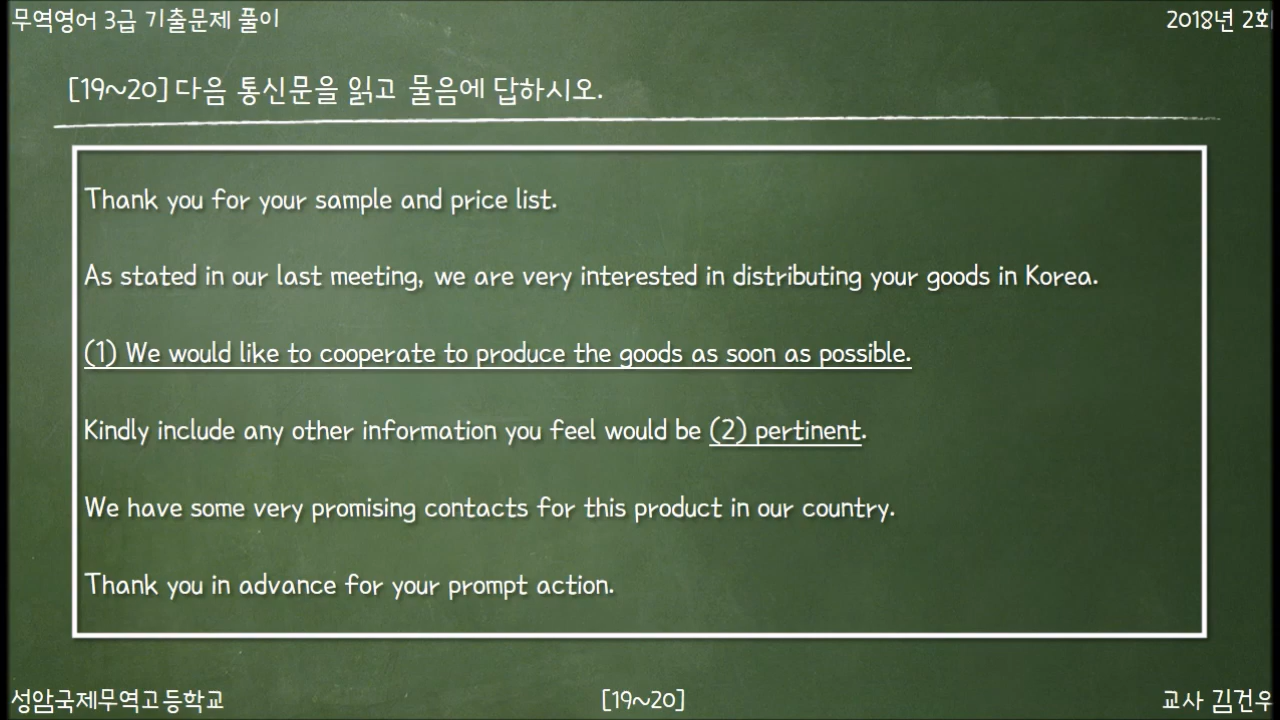 무역영어 3급 기출문제 풀이
2018년 2회
[19~20] 다음 통신문을 읽고 물음에 답하시오.
Thank you for your sample and price list.
As stated in our last meeting, we are very interested in distributing your goods in Korea.
(1) We would like to cooperate to produce the goods as soon as possible.
Kindly include any other information you feel would be (2) pertinent.
We have some very promising contacts for this product in our country.
Thank you in advance for your prompt action.
성암국제무역고등학교
[19~20]
교사 김건우